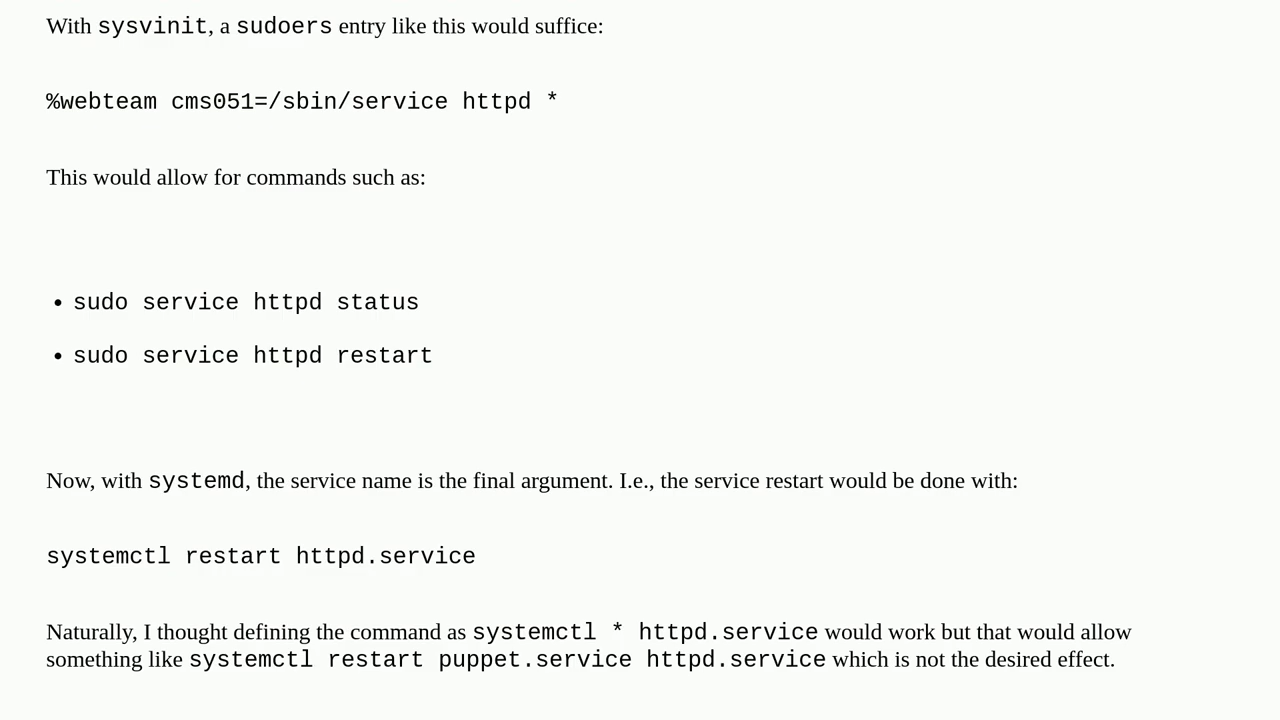 With sysvinit, a sudoers entry like this would suffice:
%webteam cms051=/sbin/service httpd *
This would allow for commands such as:
• sudo service httpd status
• sudo service httpd restart
Now, with systemd, the service name is the final argument. I.e., the service restart would be done with:
systemctl restart httpd.service
Naturally, I thought defining the command as systemctl * httpd.service would work but that would allow
something like systemctl restart puppet.service httpd.service which is not the desired effect.